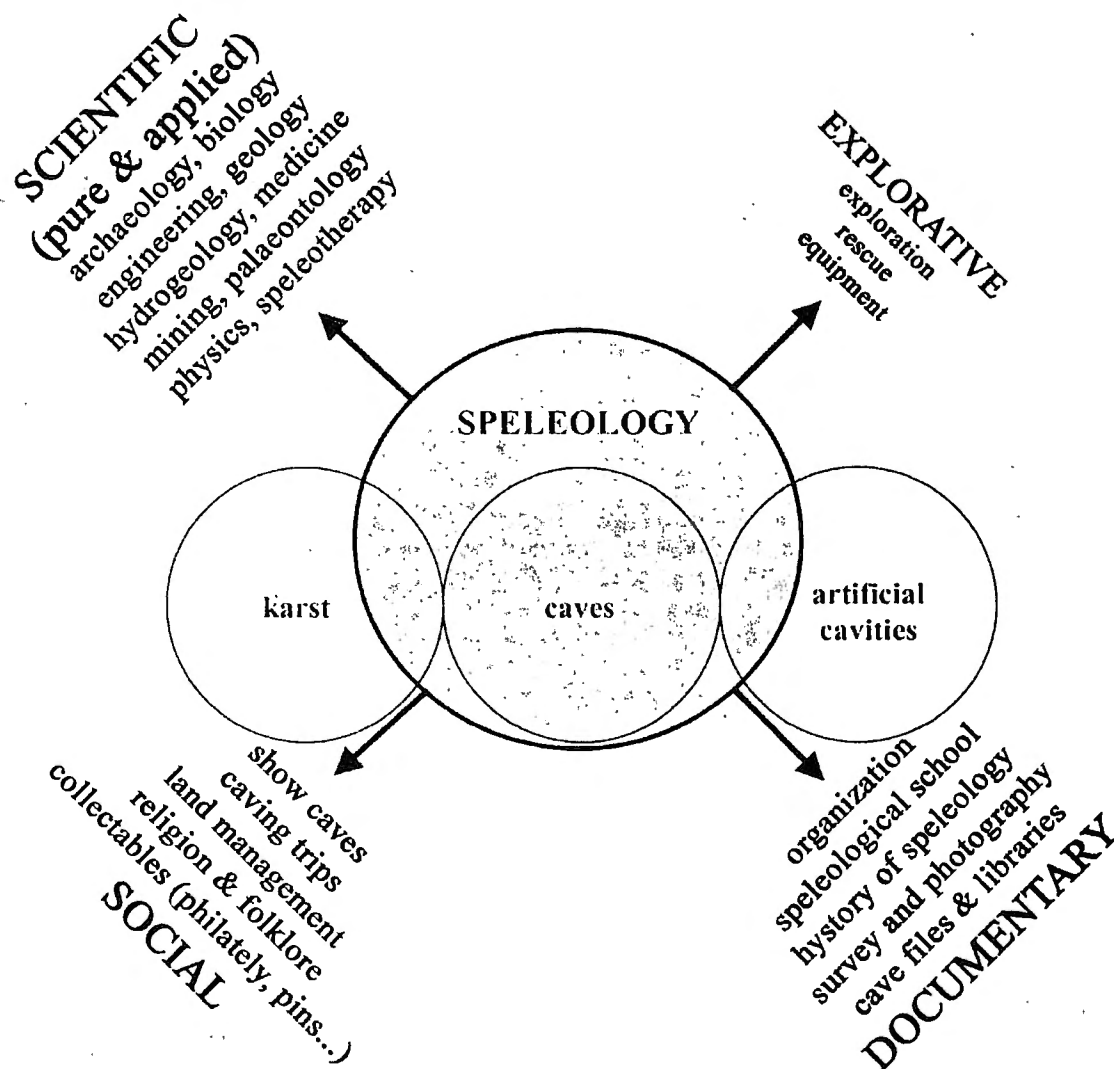 SCIENTIFIC
(pure & applied)
archaeology, biology
engineering, geology
hydrogeology, medicine
mining, palaeontology
physics, speleotherapy
EXPLORATIVE
exploration
rescue
equipment
SPELEOLOGY
karst
caves
artificial
cavities
show caves
caving trips
land management
religion & folklore
collectables (philately, pins...)
SOCIAL
organization
speleological school
hystory of speleology
survey and photography
cave files & libraries
DOCUMENTARY